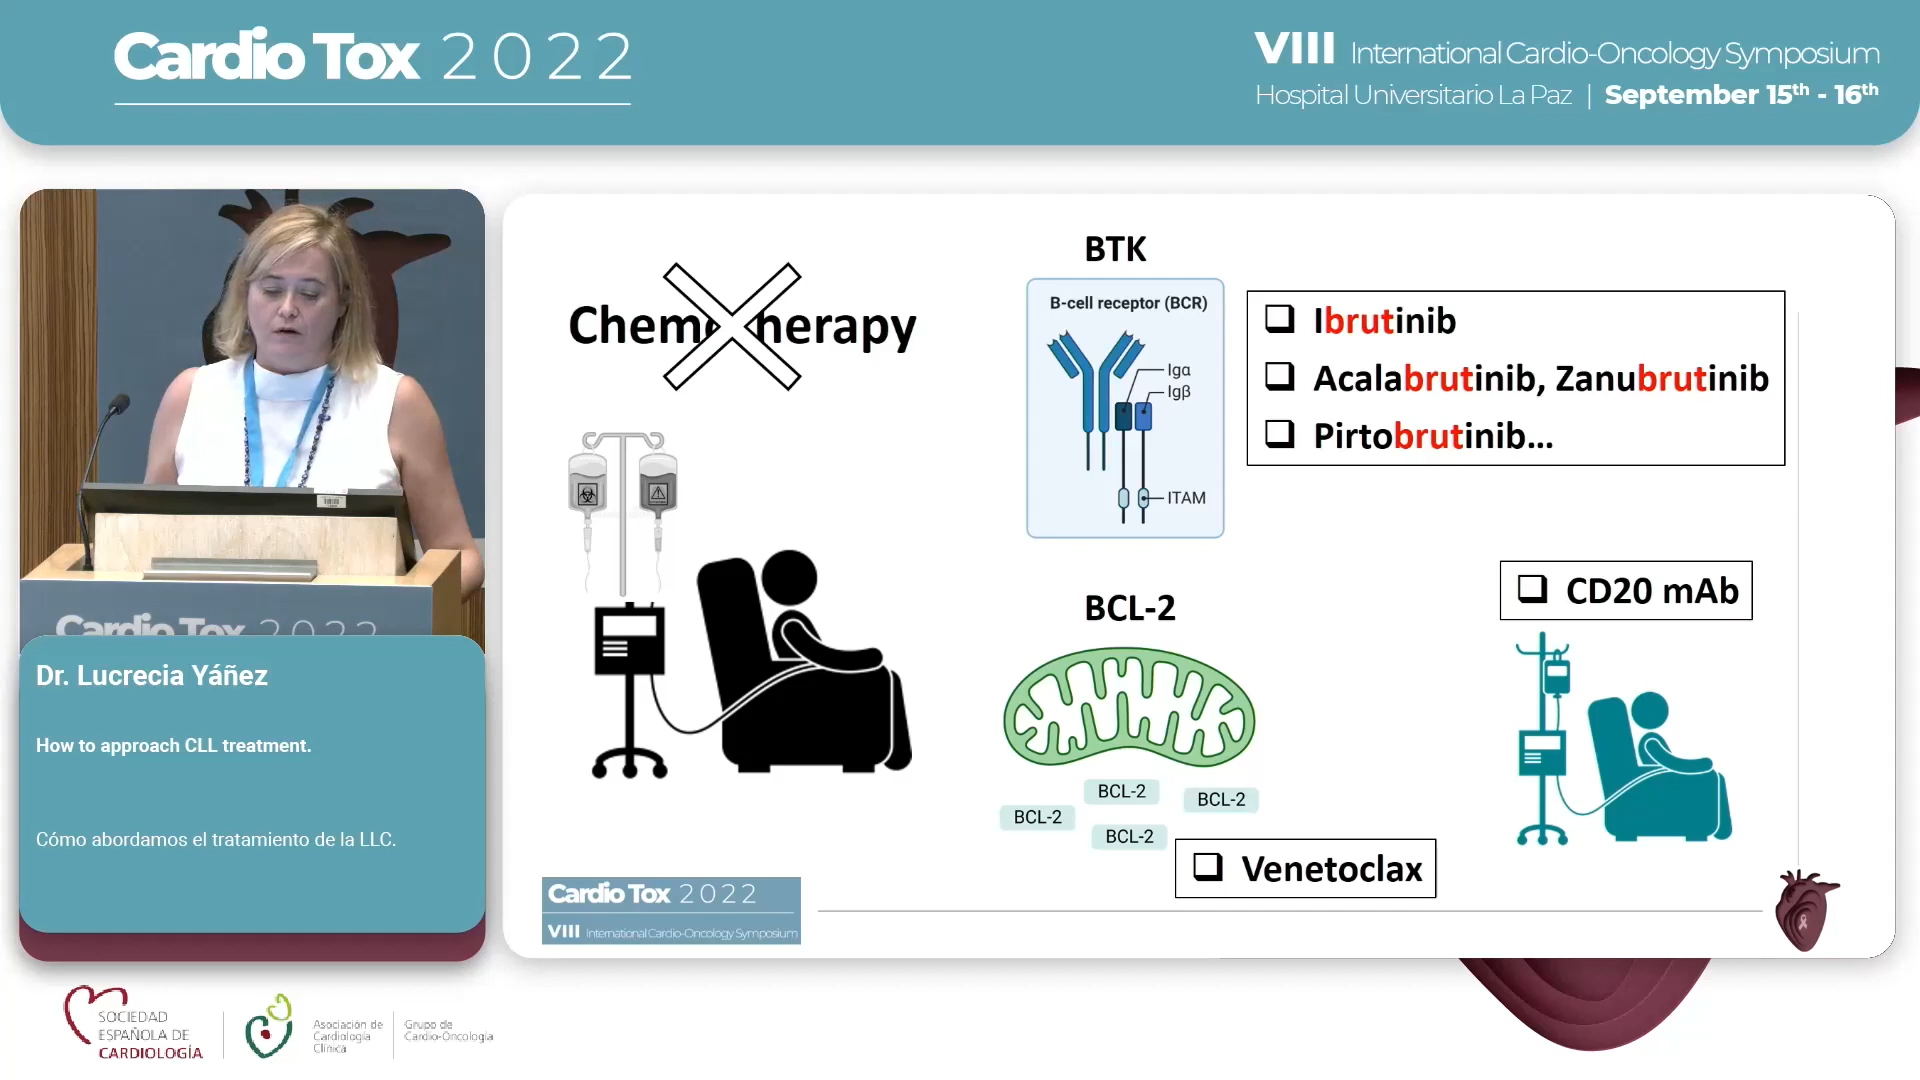 Cardio Tox 2022
VIII International Cardio-Oncology Symposium
Hospital Universitario La Paz | September 15th - 16th
Cardio Tox 2022
Dr. Lucrecia Yáñez
How to approach CLL treatment.
Cómo abordamos el tratamiento de la LLC.
BTK
B-cell receptor (BCR)
Igα
Igβ
ITAM
❑ Ibrutinib
❑ Acalabrutinib, Zanubrutinib
❑ Pirtobrutinib...
BCL-2
BCL-2
BCL-2
BCL-2
BCL-2
❑ Venetoclax
❑ CD20 mAb
Cardio Tox 2022
VIII International Cardio-Oncology Symposium
SOCIEDAD
ESPAÑOLA DE
CARDIOLOGÍA
Asociación de
Cardiología
Clínica
Grupo de
Cardio-Oncología